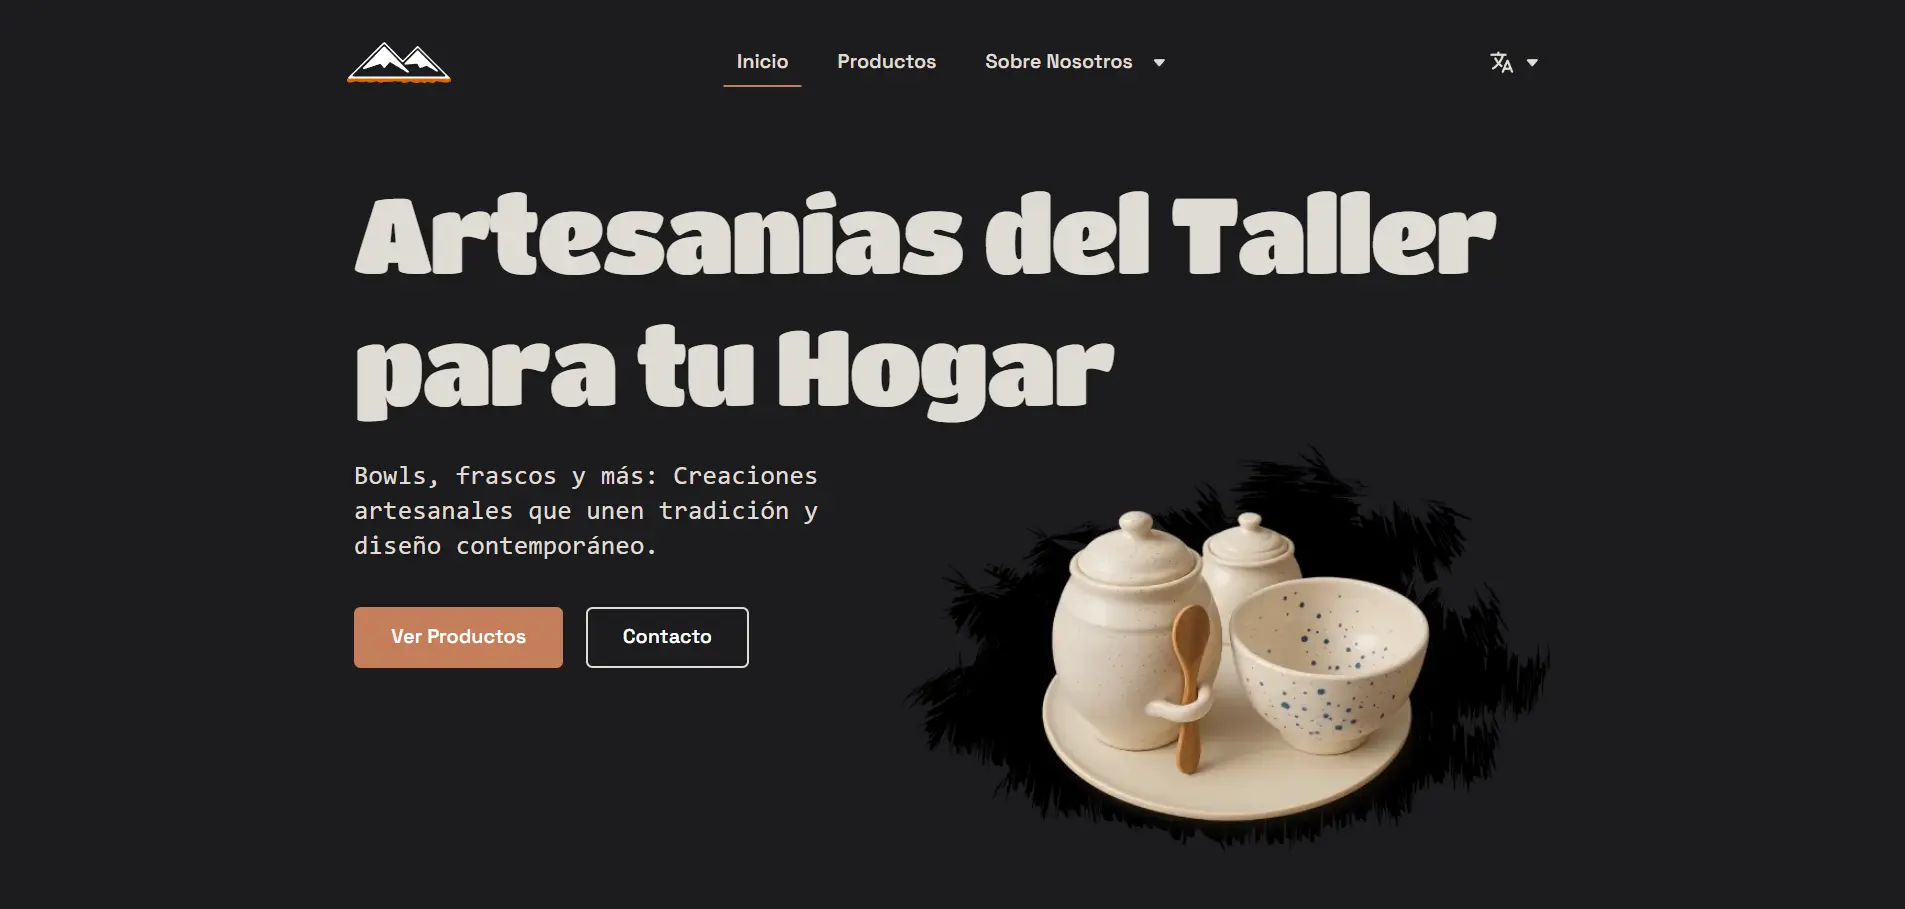 Inicio
Productos
Sobre Nosotros
Artesanías del Taller
para tu Hogar
Bowls, frascos y más: Creaciones
artesanales que unen tradición y
diseño contemporáneo.
Ver Productos
Contacto